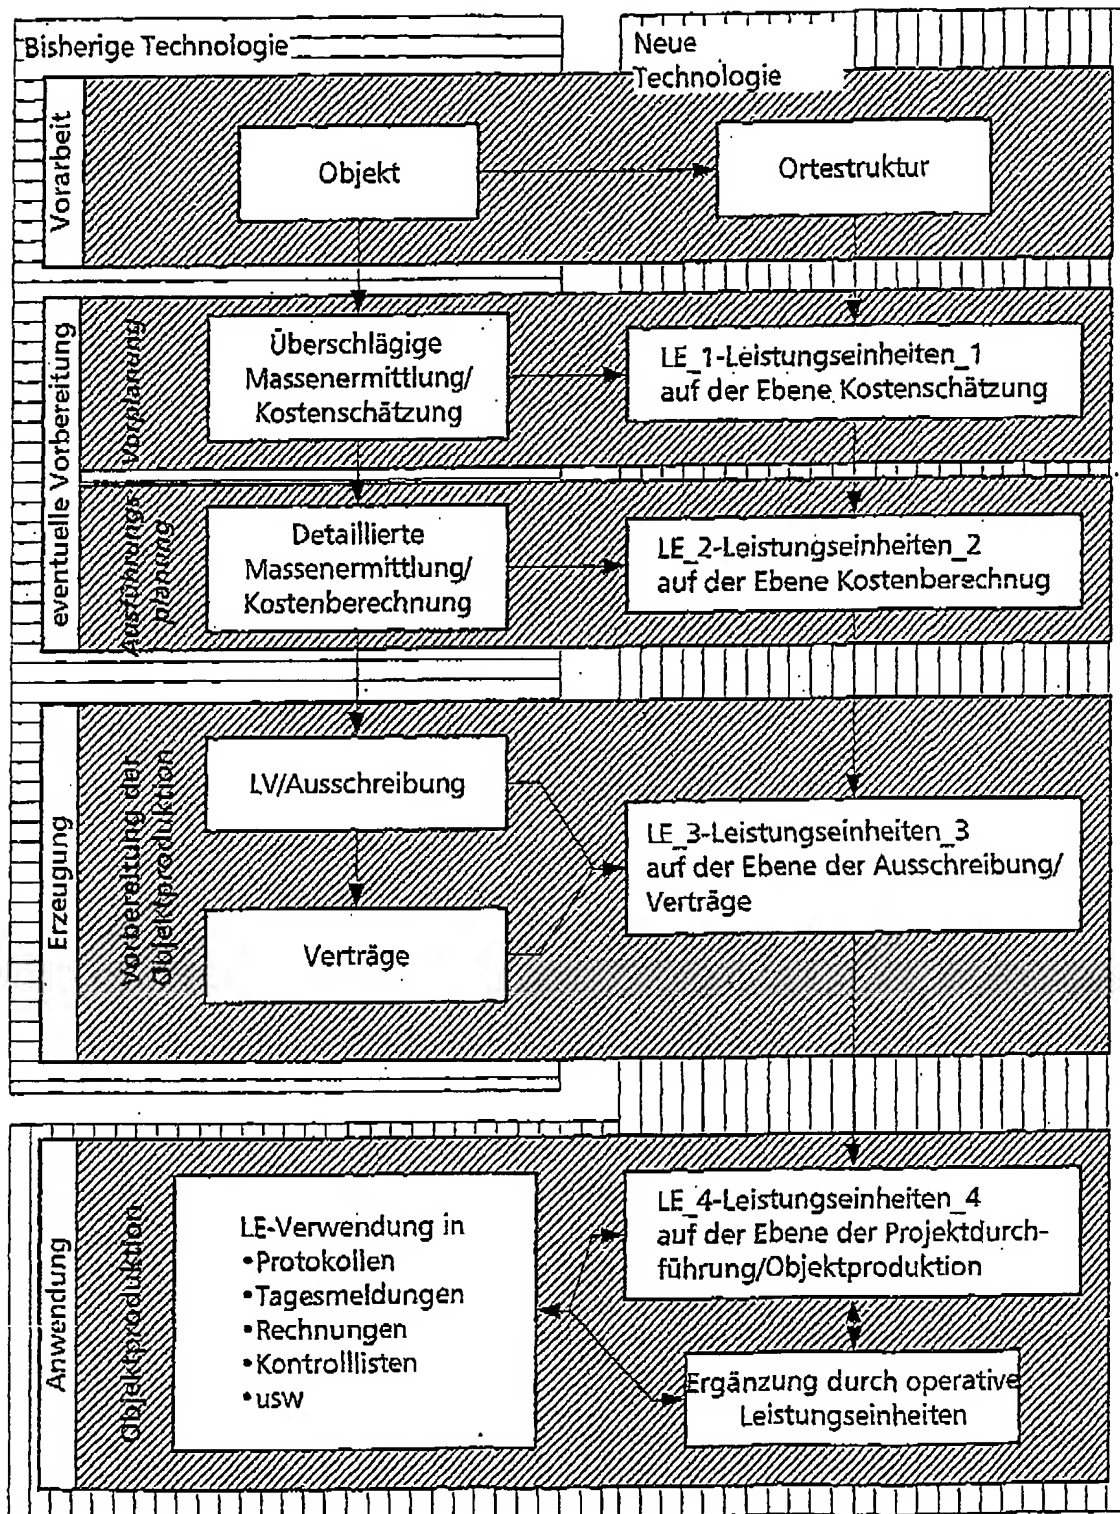 Bisherige Technologie
Neue
Technologie
Vorarbeit
Objekt
Ortestruktur
eventuelle Vorbereitung
Vorplanung
Überschlägige
Massenermittlung/
Kostenschätzung
LE_1-Leistungseinheiten_1
auf der Ebene Kostenschätzung
Ausführungs
planung
Detaillierte
Massenermittlung/
Kostenberechnung
LE_2-Leistungseinheiten_2
auf der Ebene Kostenberechnug
Erzeugung
Vorbereitung der
Objektproduktion
LV/Ausschreibung
Verträge
LE_3-Leistungseinheiten_3
auf der Ebene der Ausschreibung/
Verträge
Anwendung
Objektproduktion
LE-Verwendung in
•Protokollen
•Tagesmeldungen
•Rechnungen
•Kontrolllisten
•usw
LE_4-Leistungseinheiten_4
auf der Ebene der Projektdurch-
führung/Objektproduktion
Ergänzung durch operative
Leistungseinheiten